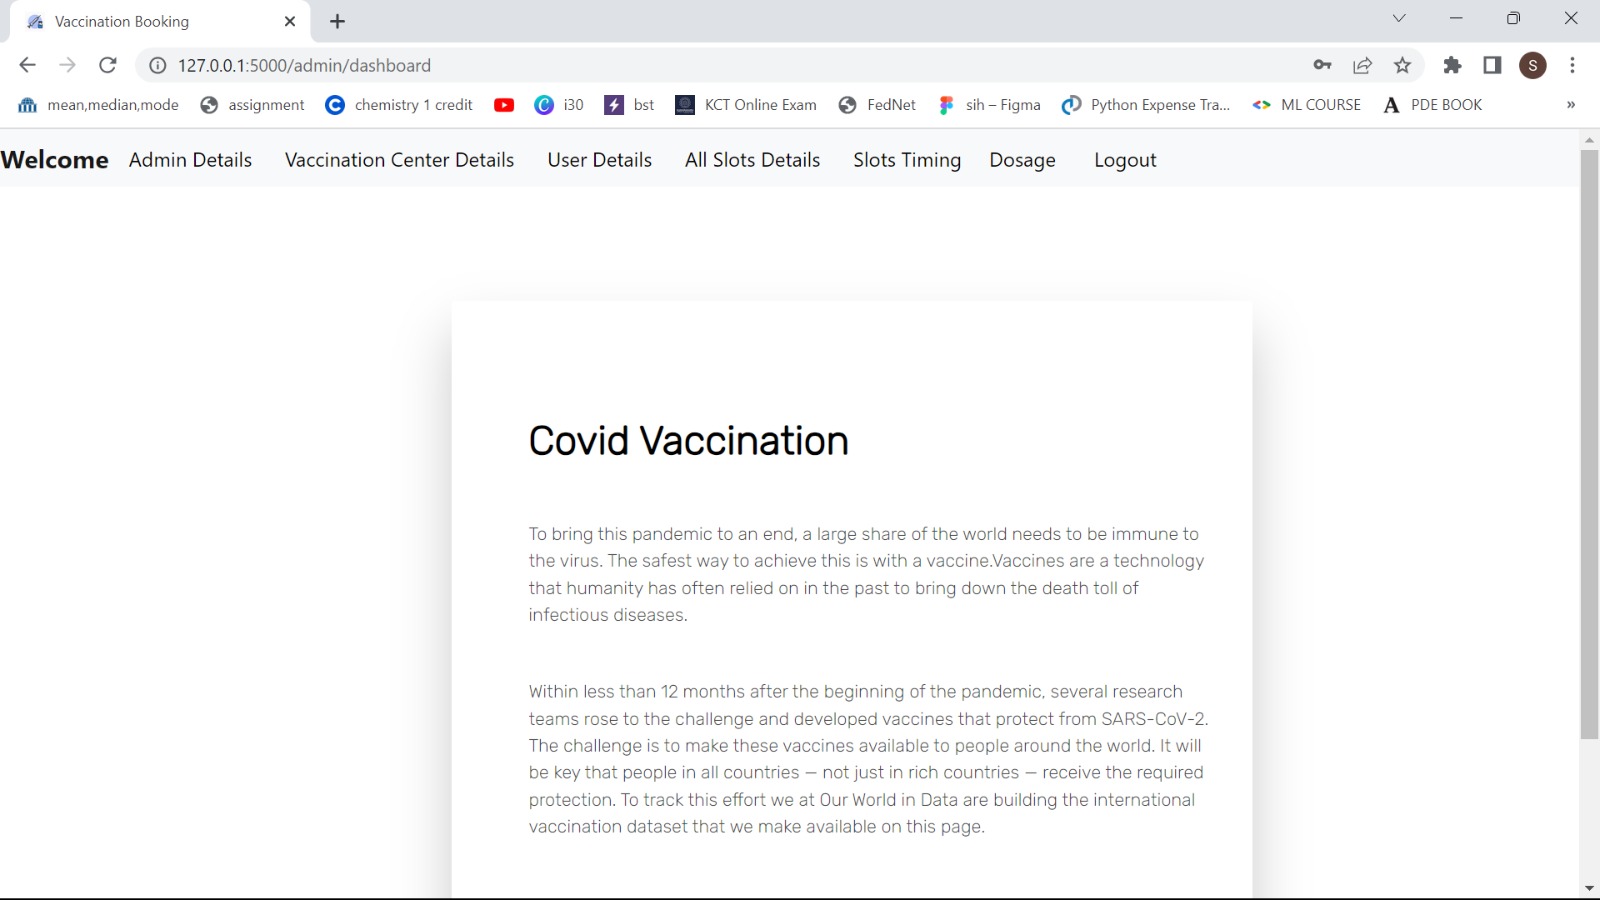 Vaccination Booking
127.0.0.1:5000/admin/dashboard
S
mean,median,mode assignment chemistry 1 credit i30 bst KCT Online Exam FedNet sih – Figma Python Expense Tra... ML COURSE PDE BOOK »
Welcome Admin Details Vaccination Center Details User Details All Slots Details Slots Timing Dosage Logout
Covid Vaccination
To bring this pandemic to an end, a large share of the world needs to be immune to
the virus. The safest way to achieve this is with a vaccine.Vaccines are a technology
that humanity has often relied on in the past to bring down the death toll of
infectious diseases.
Within less than 12 months after the beginning of the pandemic, several research
teams rose to the challenge and developed vaccines that protect from SARS-CoV-2.
The challenge is to make these vaccines available to people around the world. It will
be key that people in all countries — not just in rich countries — receive the required
protection. To track this effort we at Our World in Data are building the international
vaccination dataset that we make available on this page.